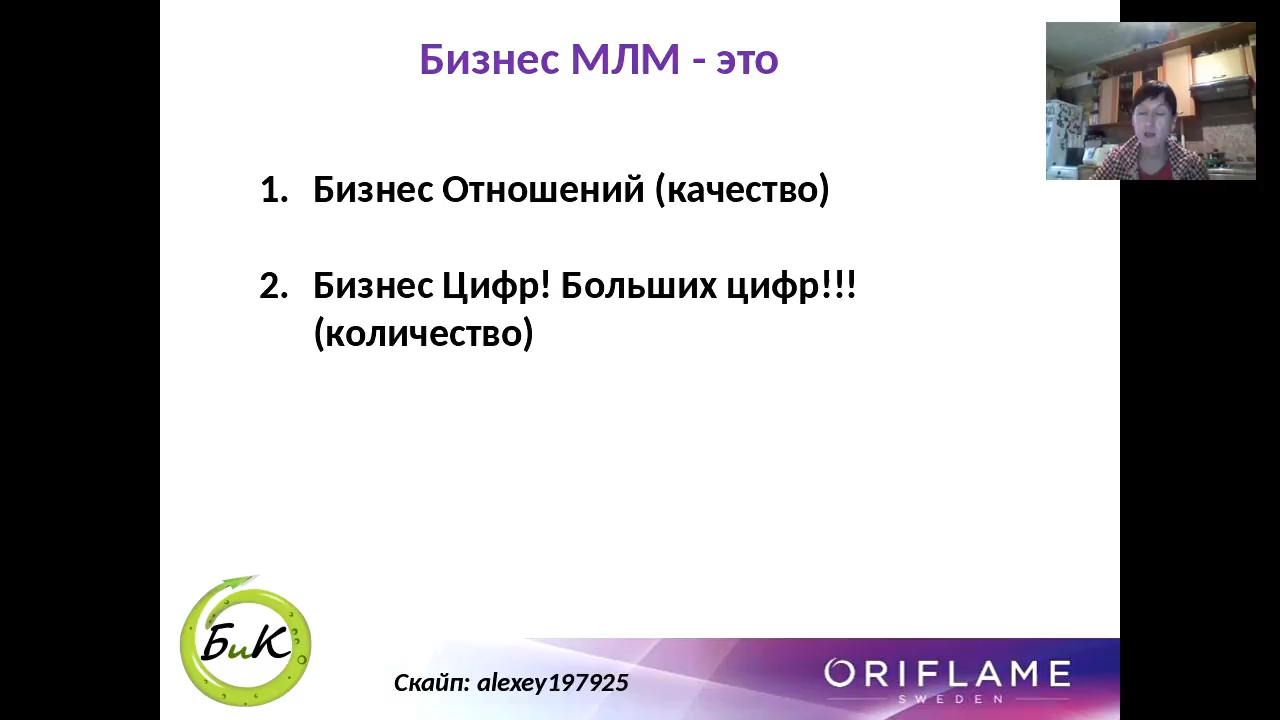 Бизнес МЛМ - это
1. Бизнес Отношений (качество)
2. Бизнес Цифр! Больших цифр!!!
(количество)
БиК
Скайп: alexey197925
ORIFLAME
SWEDEN